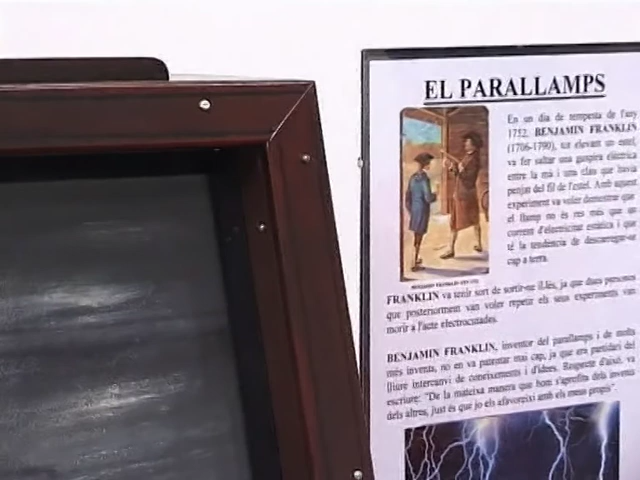 EL PARALLAMPS
En un dia de tempesta de l'any
1752, BENJAMIN FRANKLIN
(1706-1790), tot elevant un estel,
va fer saltar una guspira elèctrica
entre la mà i una clau que havia
penjat del fil de l'estel. Amb aquest
experiment va voler demostrar que
el llamp no és res més que un
corrent d'electricitat estàtica i que
té la tendència de descarregar-se
cap a terra.
FRANKLIN va tenir sort de sortir-ne il·lès, ja que dues persones
que posteriorment van voler repetir els seus experiments van
morir a l'acte electrocutades.
BENJAMIN FRANKLIN, inventor del parallamps i de molts
més invents, no en va patentar mai cap, ja que era partidari del
lliure intercanvi de coneixements i d'idees. Respecte d'això, va
escriure: "De la mateixa manera que hom s'aprofita dels invents
dels altres, just és que jo els afavoreixi amb els meus propis".